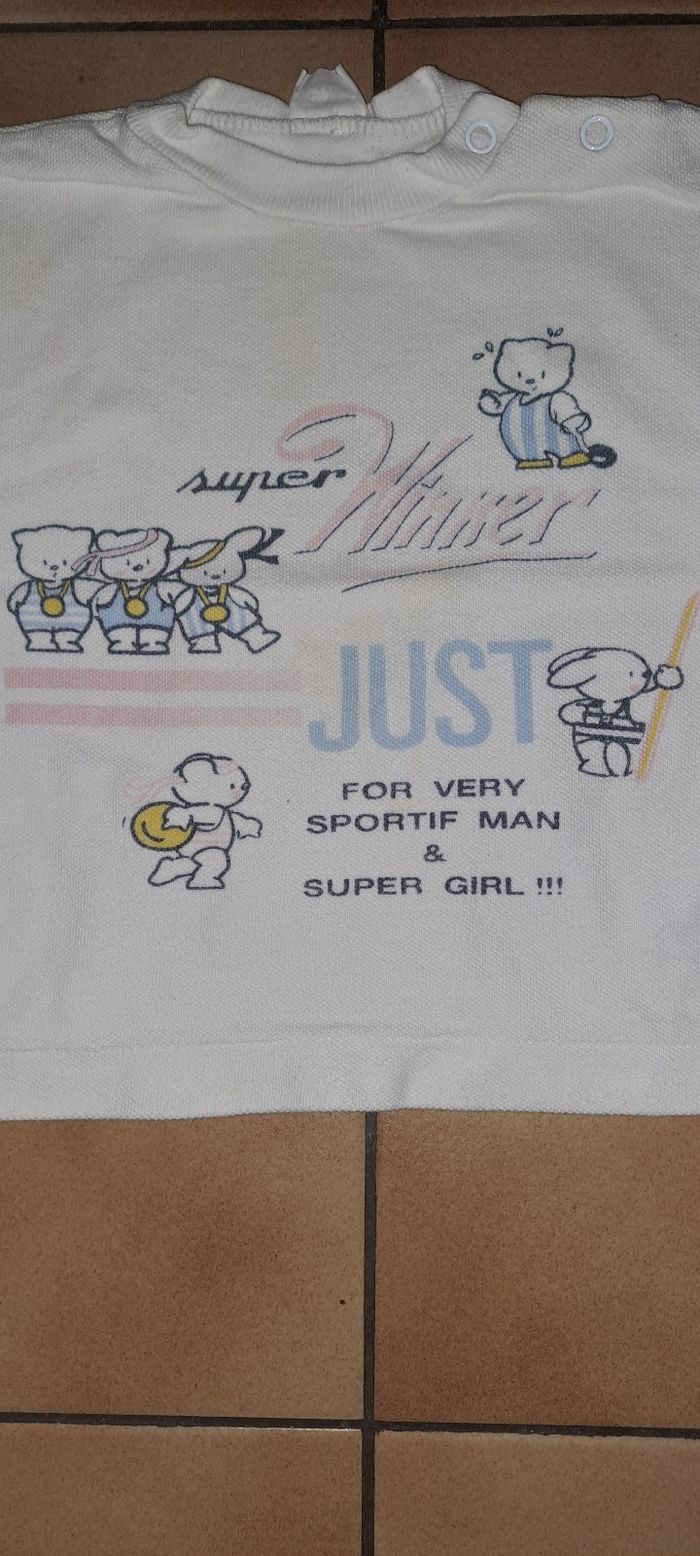 super Winner
JUST
FOR VERY
SPORTIF MAN
&
SUPER GIRL !!!